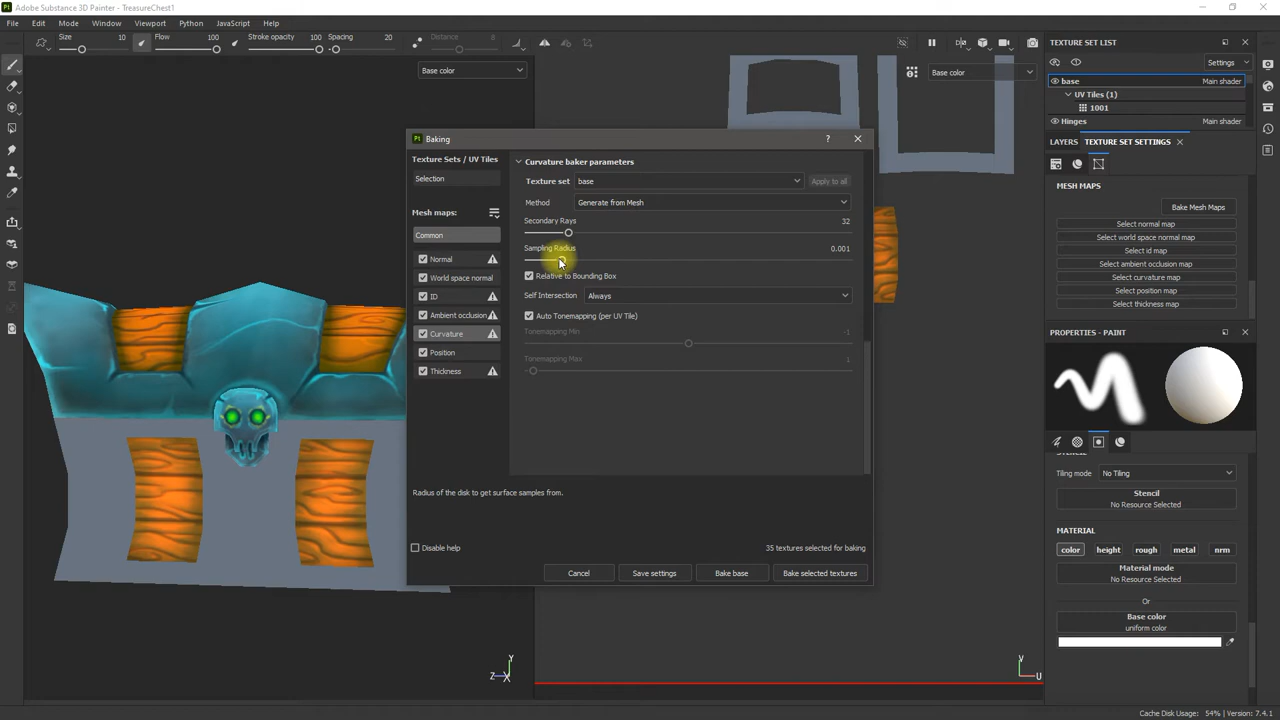 Pt Adobe Substance 3D Painter - TreasureChest1
File Edit Mode Window Viewport Python JavaScript Help
Size 10 Flow 100 Stroke opacity 100 Spacing 20 Distance 8
Base color
Base color
TEXTURE SET LIST
Settings
base Main shader
UV Tiles (1)
1001
Hinges Main shader
LAYERS TEXTURE SET SETTINGS
MESH MAPS
Bake Mesh Maps
Select normal map
Select world space normal map
Select id map
Select ambient occlusion map
Select curvature map
Select position map
Select thickness map
PROPERTIES - PAINT
Tiling mode No Tiling
Stencil
No Resource Selected
MATERIAL
color height rough metal nrm
Material mode
No Resource Selected
Or
Base color
uniform color
Pt Baking ?
Texture Sets / UV Tiles
Selection
Mesh maps:
Common
Normal
World space normal
ID
Ambient occlusion
Curvature
Position
Thickness
Curvature baker parameters
Texture set base Apply to all
Method Generate from Mesh
Secondary Rays 32
Sampling Radius 0.001
Relative to Bounding Box
Self Intersection Always
Auto Tonemapping (per UV Tile)
Tonemapping Min -1
Tonemapping Max 1
Radius of the disk to get surface samples from.
Disable help 35 textures selected for baking
Cancel Save settings Bake base Bake selected textures
Y
Z X
V
U
Cache Disk Usage: 54% | Version: 7.4.1